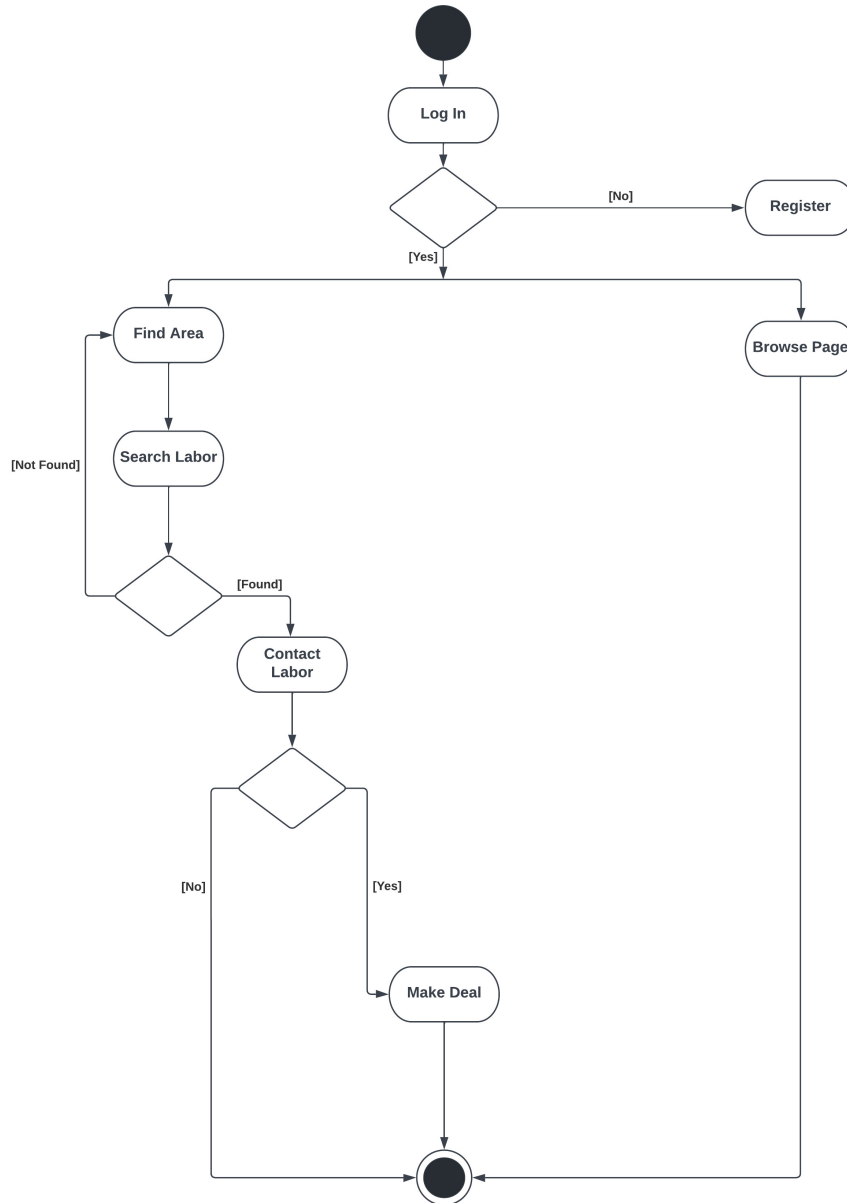 Log In
[No]
Register
[Yes]
Find Area
Browse Page
Search Labor
[Not Found]
[Found]
Contact
Labor
[No]
[Yes]
Make Deal